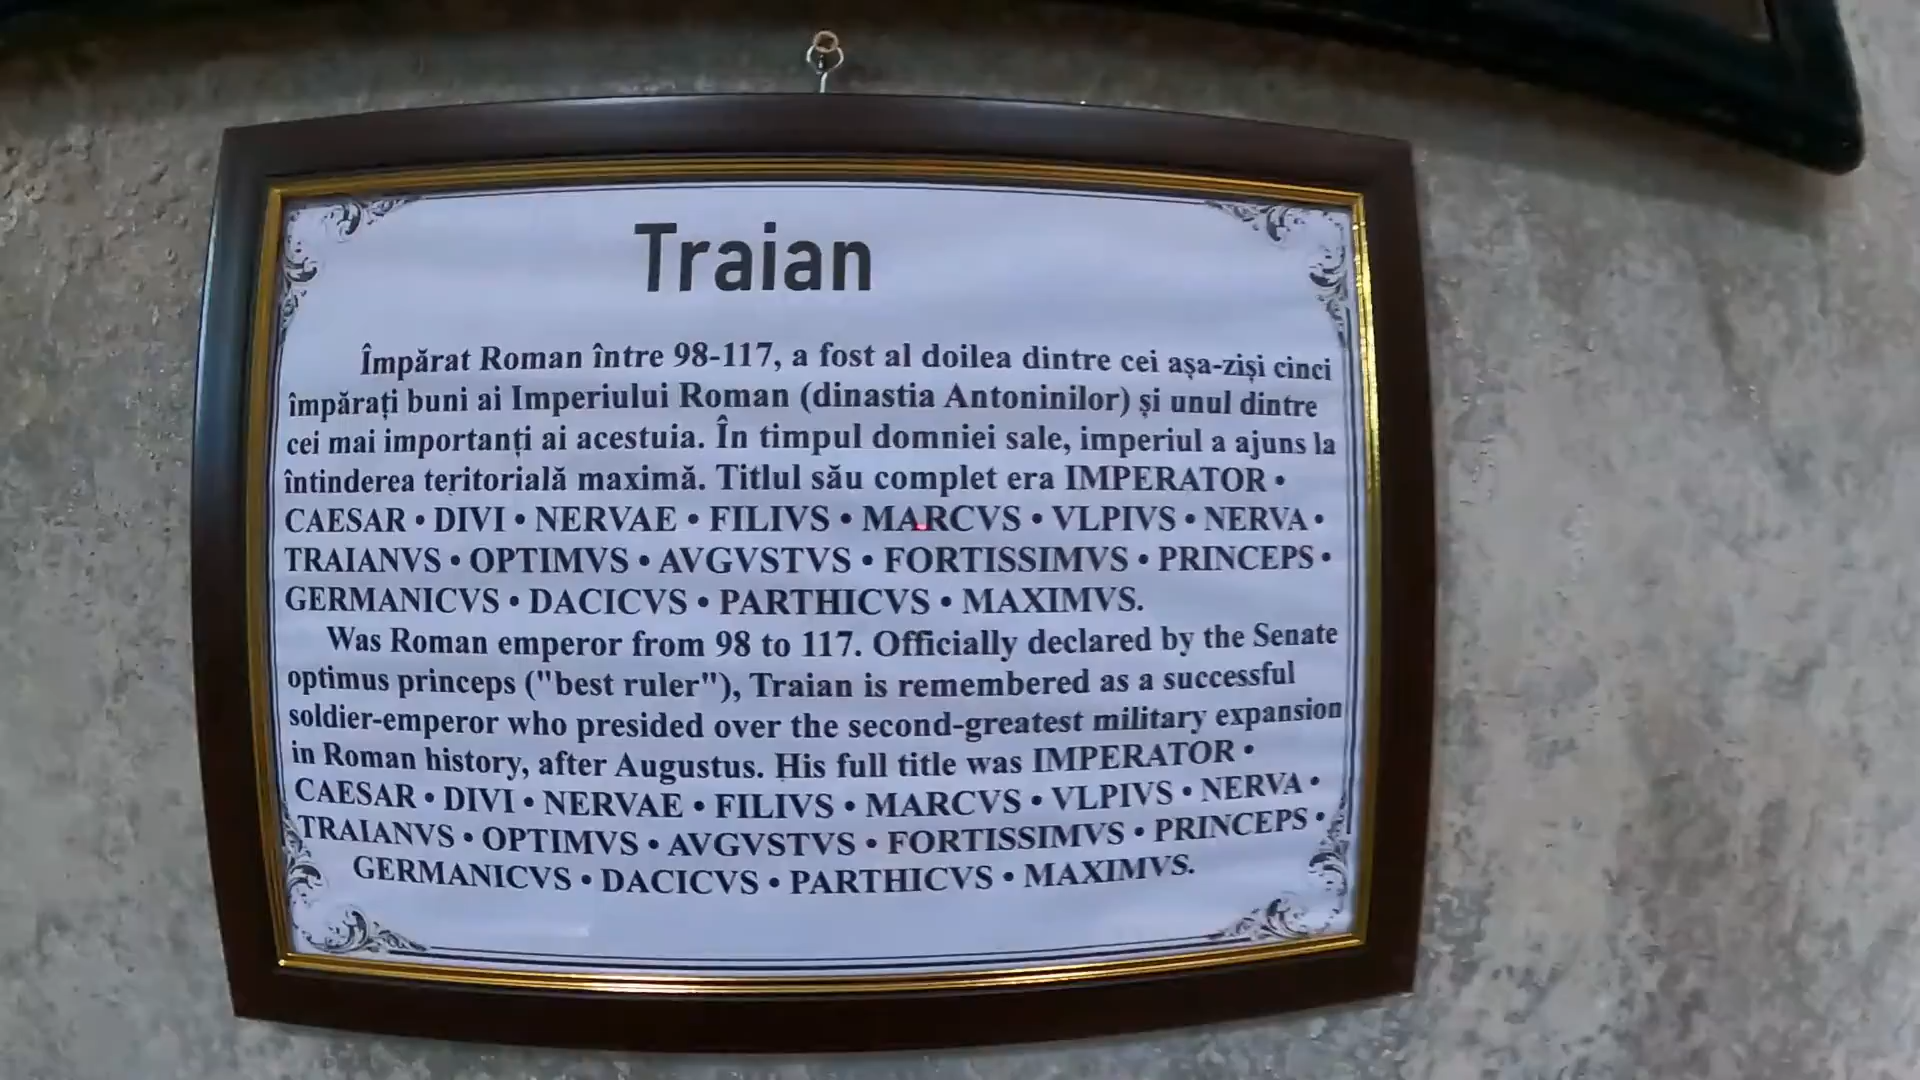 Traian
Împărat Roman între 98-117, a fost al doilea dintre cei așa-ziși cinci
împărați buni ai Imperiului Roman (dinastia Antoninilor) și unul dintre
cei mai importanți ai acestuia. În timpul domniei sale, imperiul a ajuns la
întinderea teritorială maximă. Titlul său complet era IMPERATOR •
CAESAR • DIVI • NERVAE • FILIVS • MARCVS • VLPIVS • NERVA •
TRAIANVS • OPTIMVS • AVGVSTVS • FORTISSIMVS • PRINCEPS •
GERMANICVS • DACICVS • PARTHICVS • MAXIMVS.
Was Roman emperor from 98 to 117. Officially declared by the Senate
optimus princeps ("best ruler"), Traian is remembered as a successful
soldier-emperor who presided over the second-greatest military expansion
in Roman history, after Augustus. His full title was IMPERATOR •
CAESAR • DIVI • NERVAE • FILIVS • MARCVS • VLPIVS • NERVA •
TRAIANVS • OPTIMVS • AVGVSTVS • FORTISSIMVS • PRINCEPS •
GERMANICVS • DACICVS • PARTHICVS • MAXIMVS.